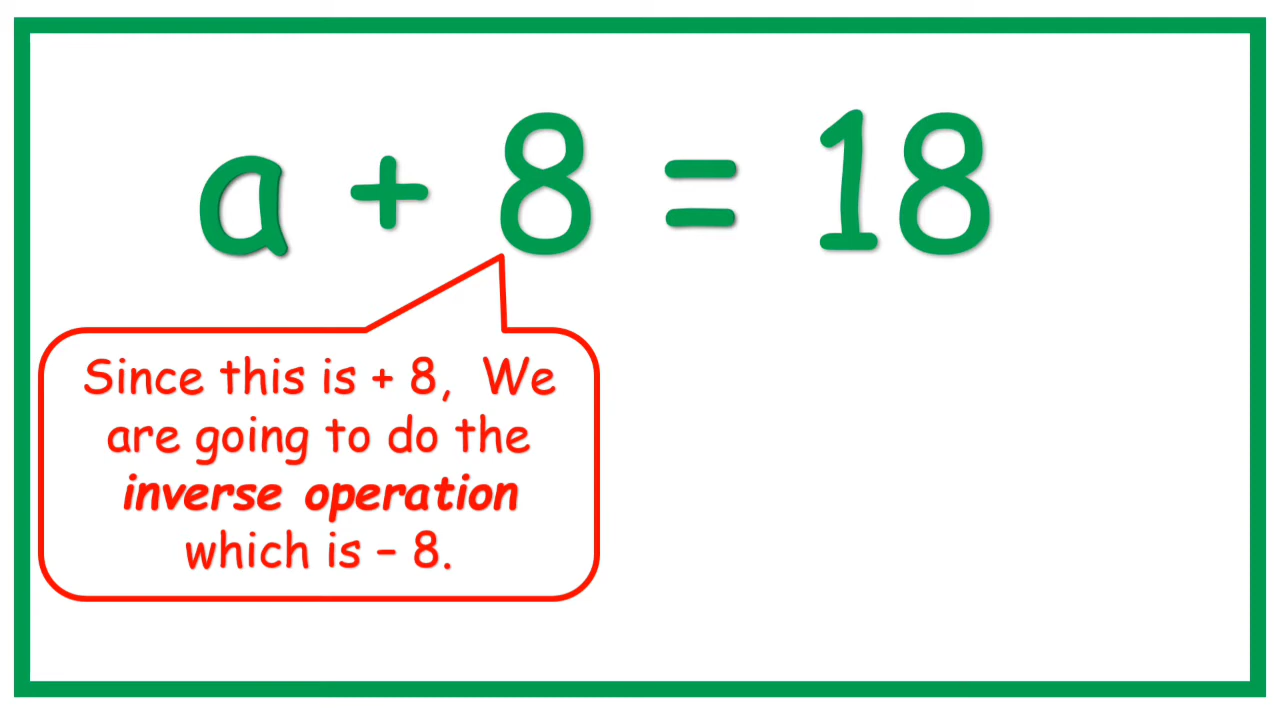 a + 8 = 18
Since this is + 8,  We
are going to do the
inverse operation
which is – 8.